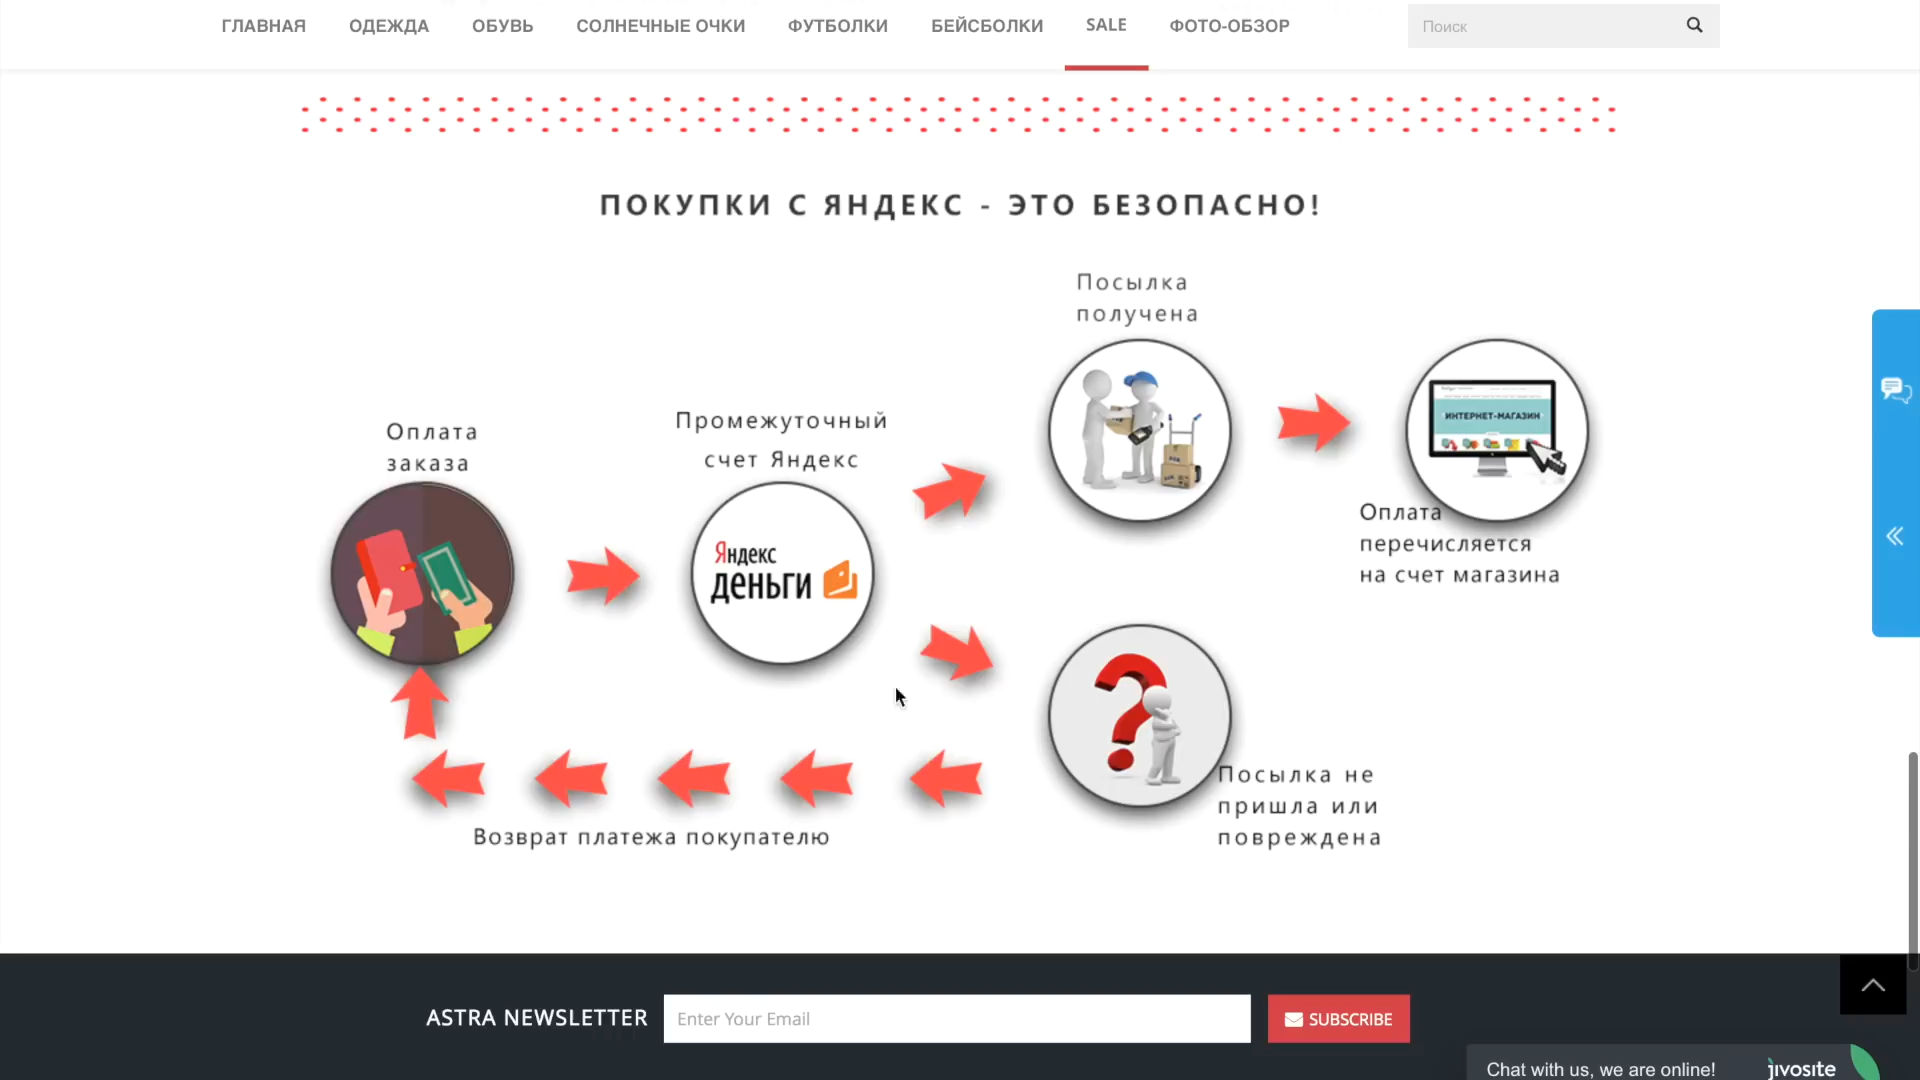 ГЛАВНАЯ ОДЕЖДА ОБУВЬ СОЛНЕЧНЫЕ ОЧКИ ФУТБОЛКИ БЕЙСБОЛКИ SALE ФОТО-ОБЗОР Поиск
ПОКУПКИ С ЯНДЕКС - ЭТО БЕЗОПАСНО!
Посылка
получена
Оплата
заказа
Промежуточный
счет Яндекс
Яндекс
деньги
ИНТЕРНЕТ-МАГАЗИН
Оплата
перечисляется
на счет магазина
Посылка не
пришла или
повреждена
Возврат платежа покупателю
ASTRA NEWSLETTER Enter Your Email SUBSCRIBE
Chat with us, we are online! jivosite